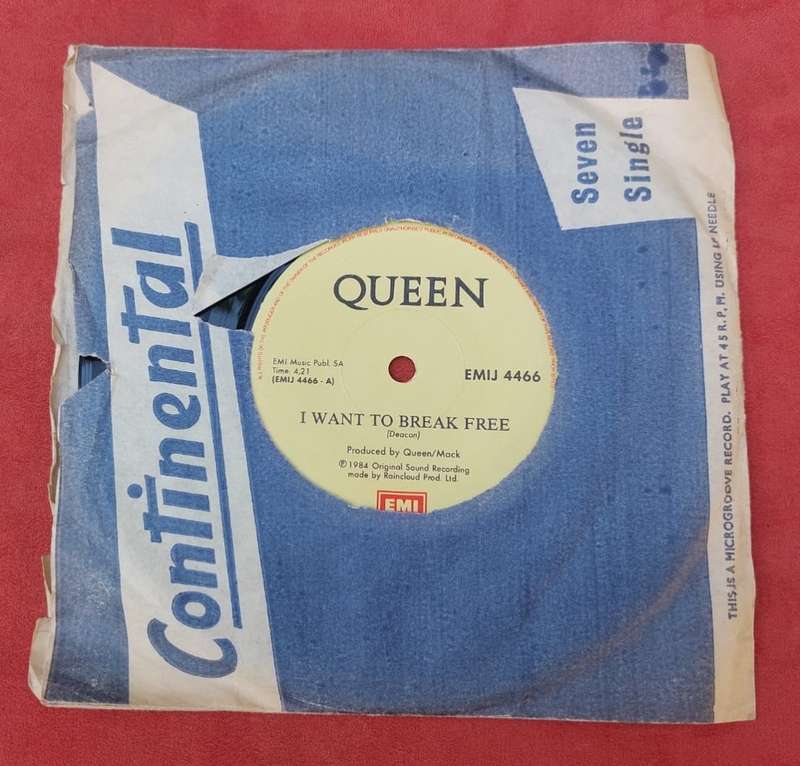 Continental
Seven
Single
THIS IS A MICROGROOVE RECORD. PLAY AT 45 R.P.M. USING NEEDLE
QUEEN
EMI Music Publ. SA
Time: 4,21
(EMIJ 4466 - A)
EMIJ 4466
I WANT TO BREAK FREE
(Deacon)
Produced by Queen/Mack
℗ 1984 Original Sound Recording
made by Raincloud Prod. Ltd.
EMI